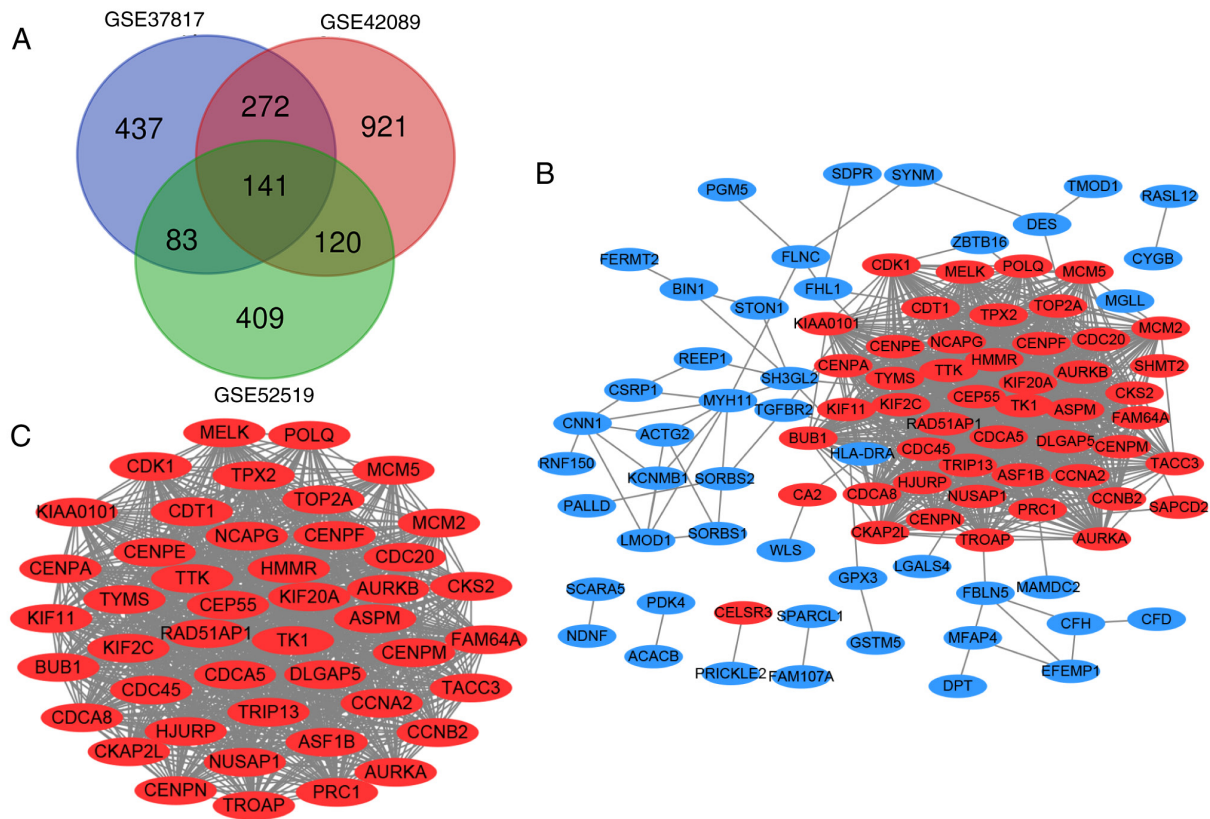 A
GSE37817
GSE42089
437
272
921
141
83
120
409
GSE52519
B
SDPR
SYNM
PGM5
TMOD1
RASL12
DES
ZBTB16
FLNC
FERMT2
CDK1
MELK
POLQ
MCM5
CYGB
BIN1
FHL1
MGLL
STON1
CDT1
TPX2
TOP2A
KIAA0101
MCM2
CENPE
NCAPG
CENPF
CDC20
REEP1
HMMR
CENPA
SHMT2
TTK
AURKB
SH3GL2
TYMS
KIF20A
CSRP1
CKS2
MYH11
CEP55
TGFBR2
KIF11
KIF2C
TK1
ASPM
FAM64A
CNN1
RAD51AP1
ACTG2
BUB1
CDCA5
DLGAP5
CENPM
HLA-DRA
CDC45
RNF150
TRIP13
TACC3
KCNMB1
SORBS2
HJURP
ASF1B
CCNA2
CA2
CDCA8
NUSAP1
CCNB2
PALLD
PRC1
SAPCD2
CENPN
LMOD1
SORBS1
CKAP2L
TROAP
AURKA
WLS
LGALS4
GPX3
SCARA5
FBLN5
MAMDC2
PDK4
CELSR3
SPARCL1
CFH
CFD
NDNF
GSTM5
MFAP4
ACACB
PRICKLE2
FAM107A
EFEMP1
DPT
C
MELK
POLQ
CDK1
TPX2
MCM5
TOP2A
KIAA0101
CDT1
MCM2
NCAPG
CENPF
CENPE
CDC20
CENPA
HMMR
TTK
AURKB
CKS2
TYMS
CEP55
KIF20A
KIF11
ASPM
RAD51AP1
TK1
FAM64A
KIF2C
CENPM
BUB1
CDCA5
DLGAP5
CDC45
TACC3
CCNA2
CDCA8
TRIP13
HJURP
CCNB2
ASF1B
CKAP2L
NUSAP1
AURKA
CENPN
PRC1
TROAP